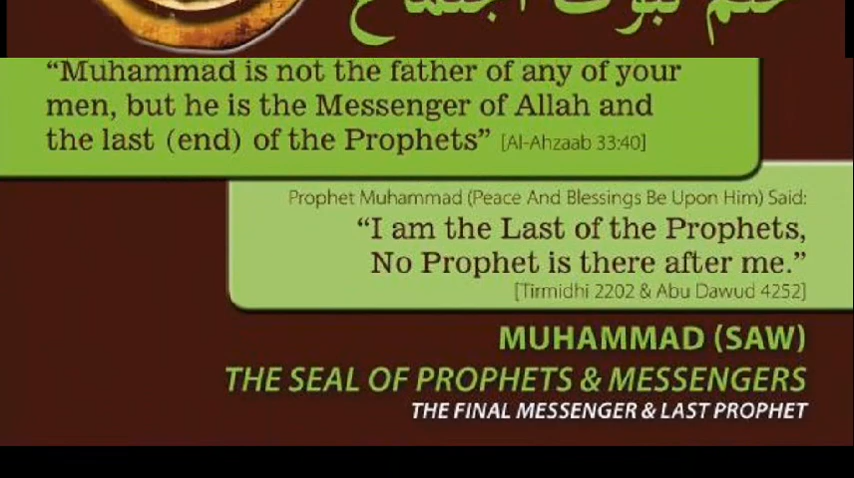 ختم نبوت اجتماع
“Muhammad is not the father of any of your
men, but he is the Messenger of Allah and
the last (end) of the Prophets” [Al-Ahzaab 33:40]
Prophet Muhammad (Peace And Blessings Be Upon Him) Said:
“I am the Last of the Prophets,
No Prophet is there after me.”
[Tirmidhi 2202 & Abu Dawud 4252]
MUHAMMAD (SAW)
THE SEAL OF PROPHETS & MESSENGERS
THE FINAL MESSENGER & LAST PROPHET